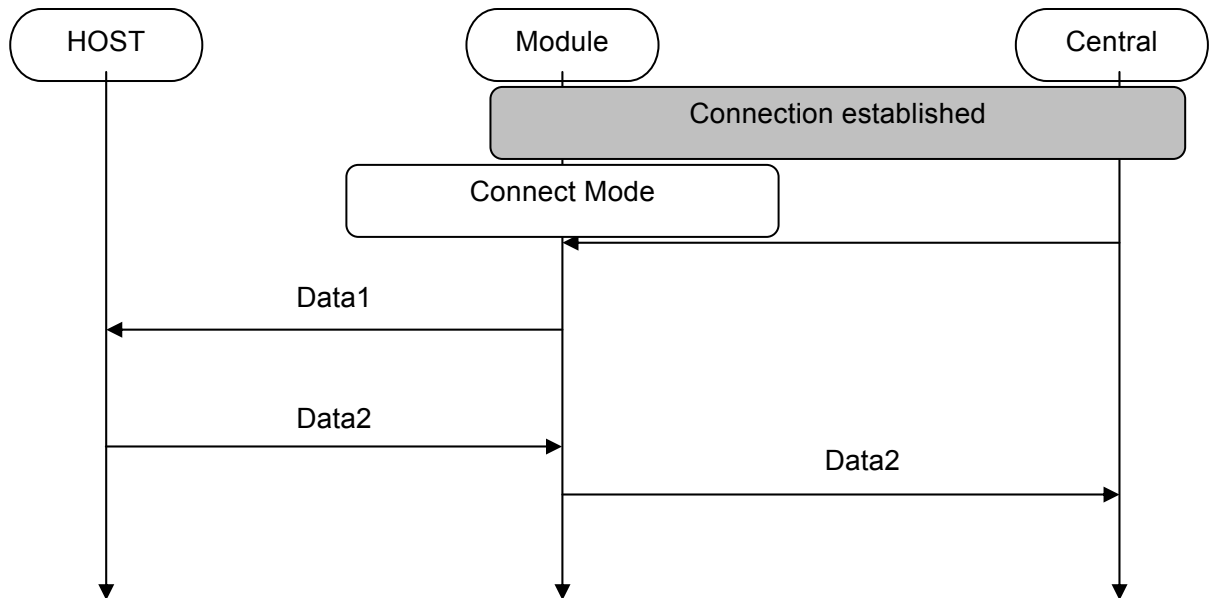 HOST
Module
Central
Connection established
Connect Mode
Data1
Data2
Data2